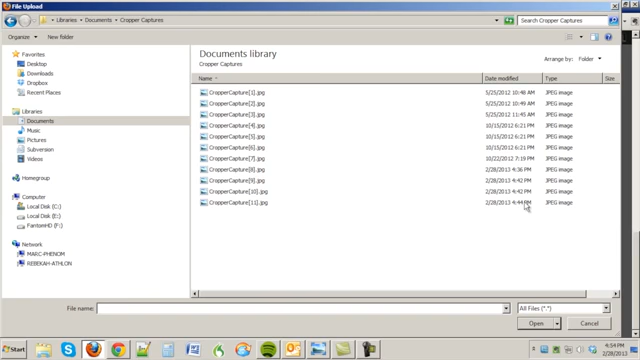 File Upload
Libraries Documents Cropper Captures
Search Cropper Captures
Organize New folder
Favorites
Desktop
Downloads
Dropbox
Recent Places
Libraries
Documents
Music
Pictures
Subversion
Videos
Homegroup
Computer
Local Disk (C:)
Local Disk (E:)
FantomHD (F:)
Network
MARC-PHENOM
REBEKAH-ATHLON
Documents library
Cropper Captures
Arrange by: Folder
Name Date modified Type Size
CropperCapture[1].jpg 5/25/2012 10:48 AM JPEG image
CropperCapture[2].jpg 5/25/2012 10:49 AM JPEG image
CropperCapture[3].jpg 5/25/2012 11:45 AM JPEG image
CropperCapture[4].jpg 10/15/2012 6:21 PM JPEG image
CropperCapture[5].jpg 10/15/2012 6:21 PM JPEG image
CropperCapture[6].jpg 10/15/2012 6:21 PM JPEG image
CropperCapture[7].jpg 10/22/2012 7:19 PM JPEG image
CropperCapture[8].jpg 2/28/2013 4:36 PM JPEG image
CropperCapture[9].jpg 2/28/2013 4:42 PM JPEG image
CropperCapture[10].jpg 2/28/2013 4:42 PM JPEG image
CropperCapture[11].jpg 2/28/2013 4:44 PM JPEG image
File name: All Files (*.*)
Open Cancel
Start
4:54 PM
2/28/2013